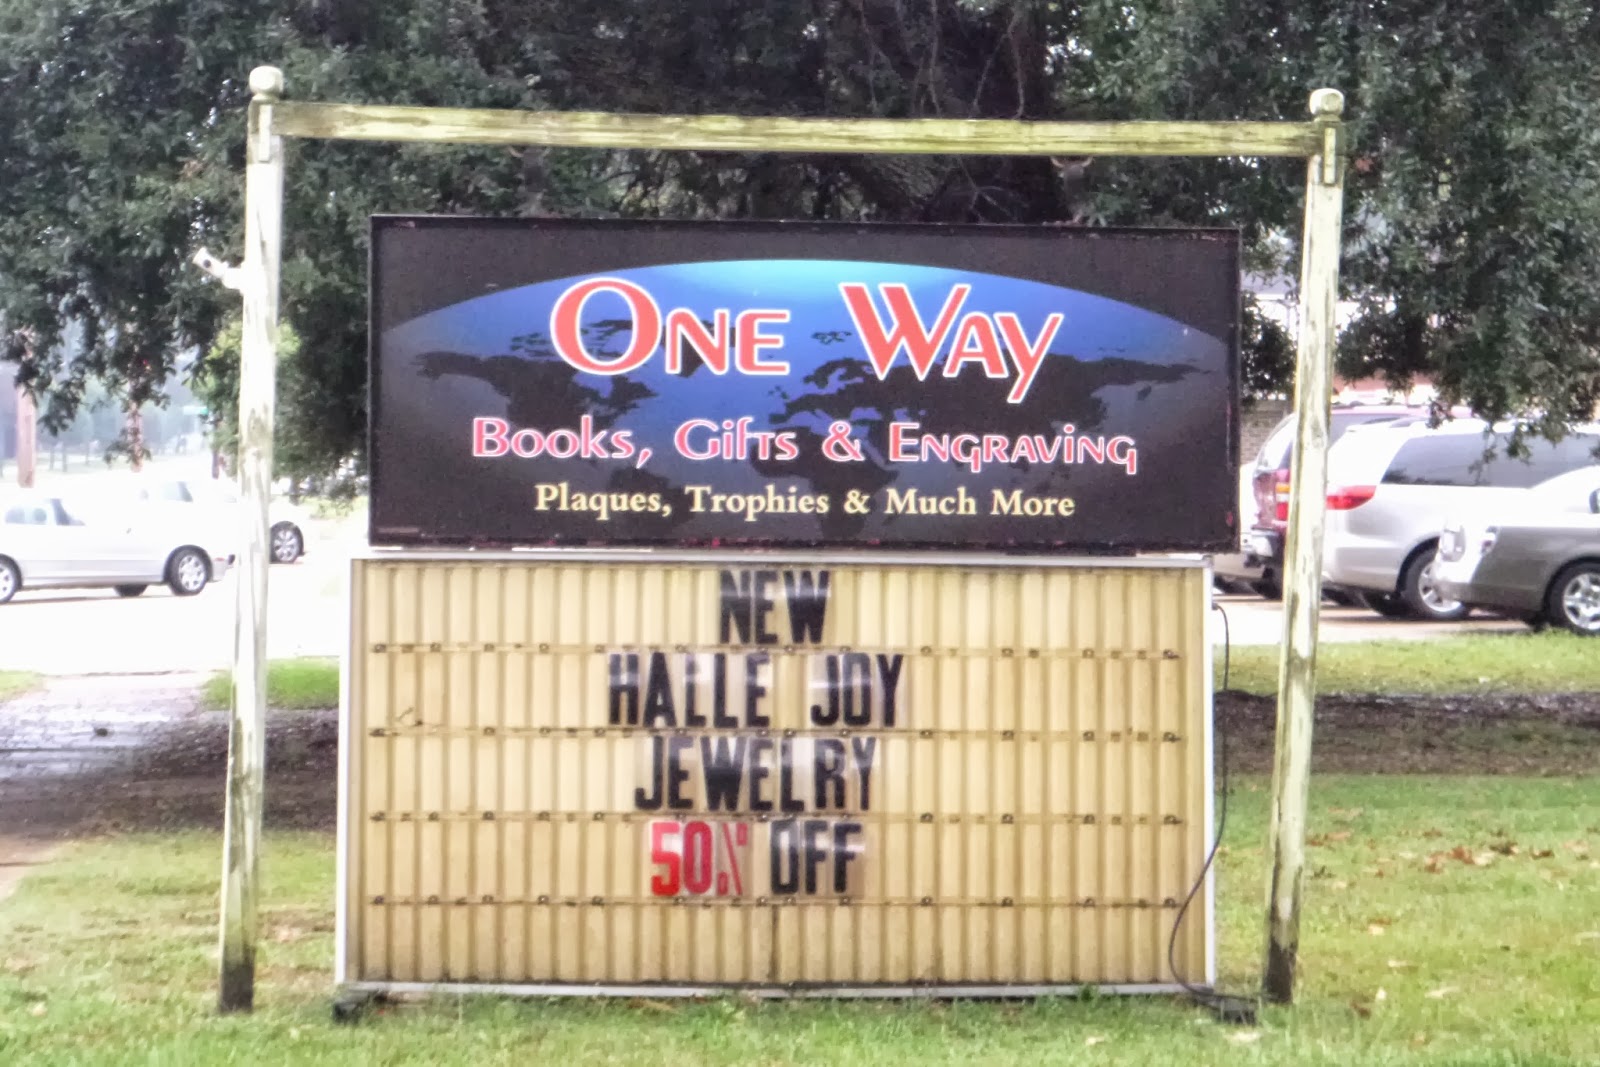 One Way
Books, Gifts & Engraving
Plaques, Trophies & Much More
NEW
HALLE JOY
JEWELRY
50% OFF